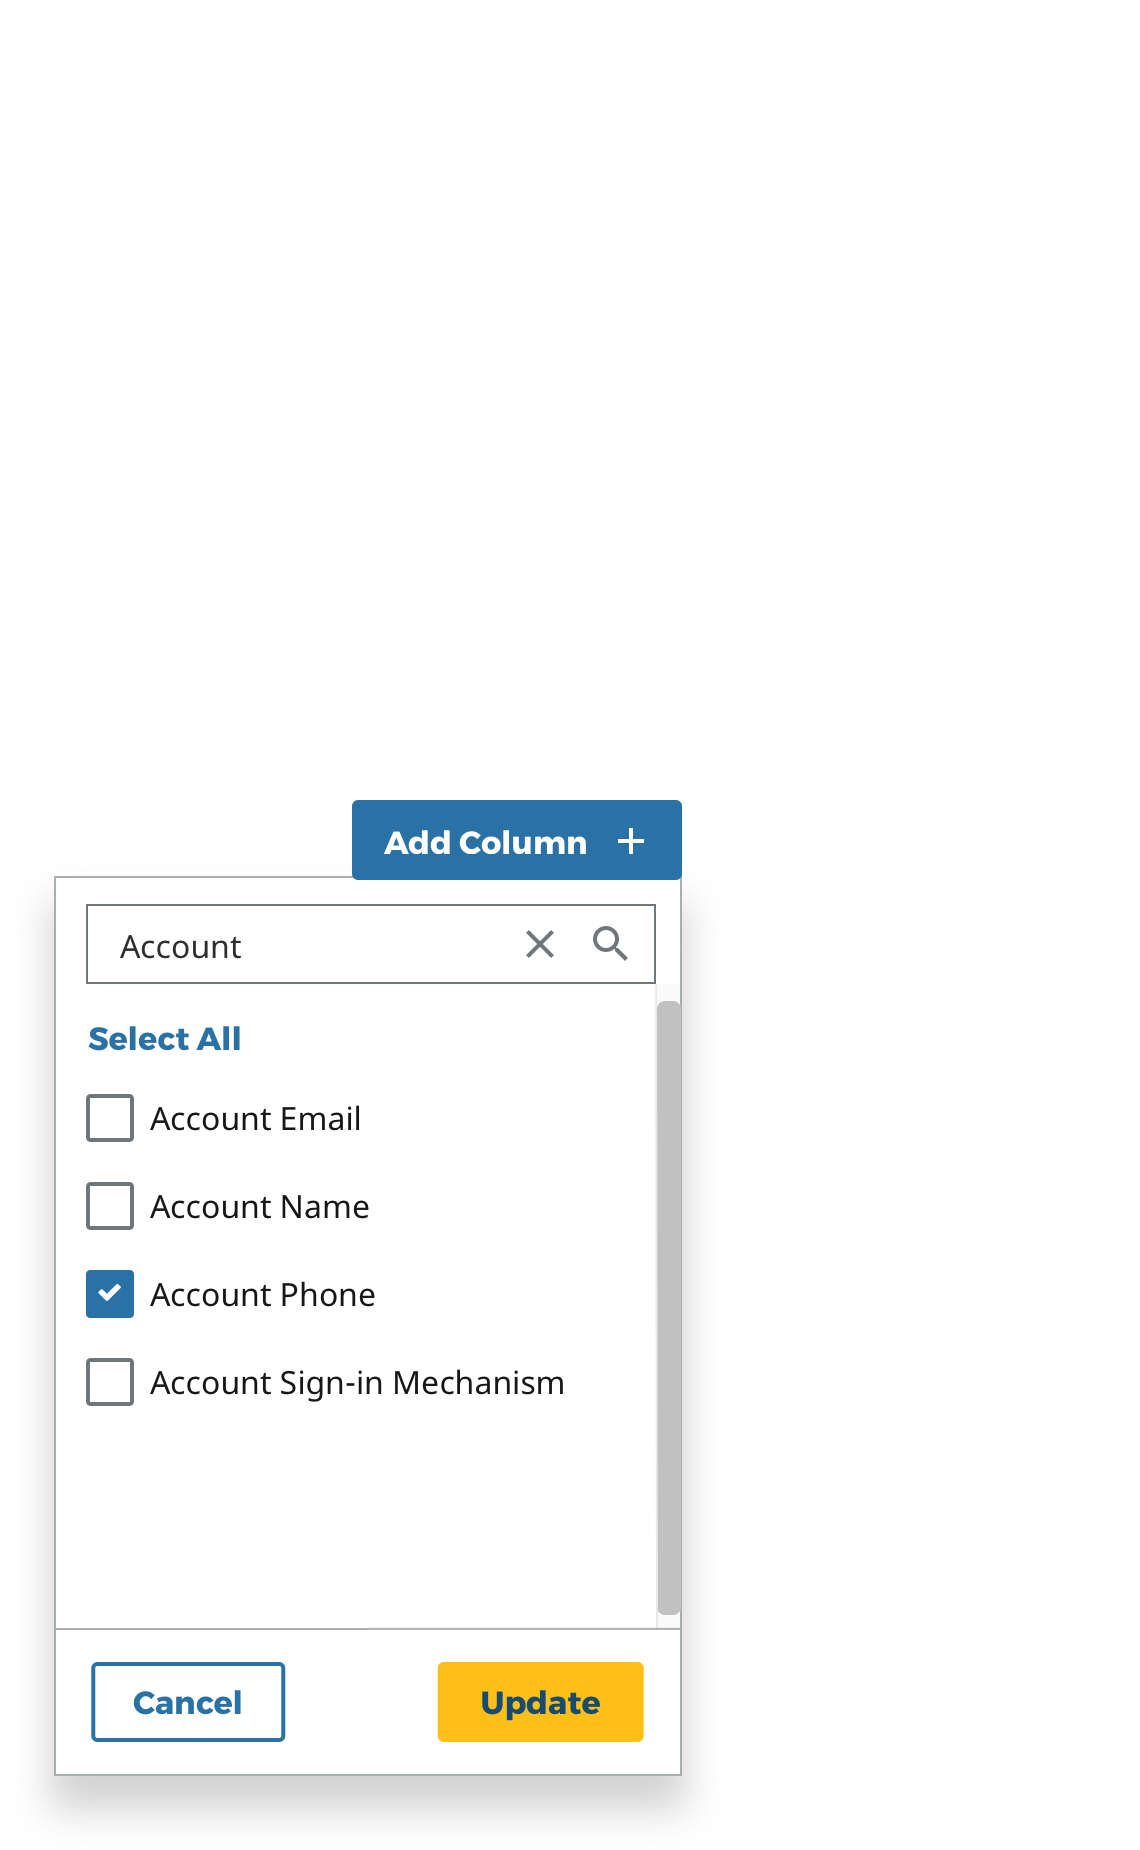 Add Column
Account
Select All
Account Email
Account Name
Account Phone
Account Sign-in Mechanism
Cancel
Update